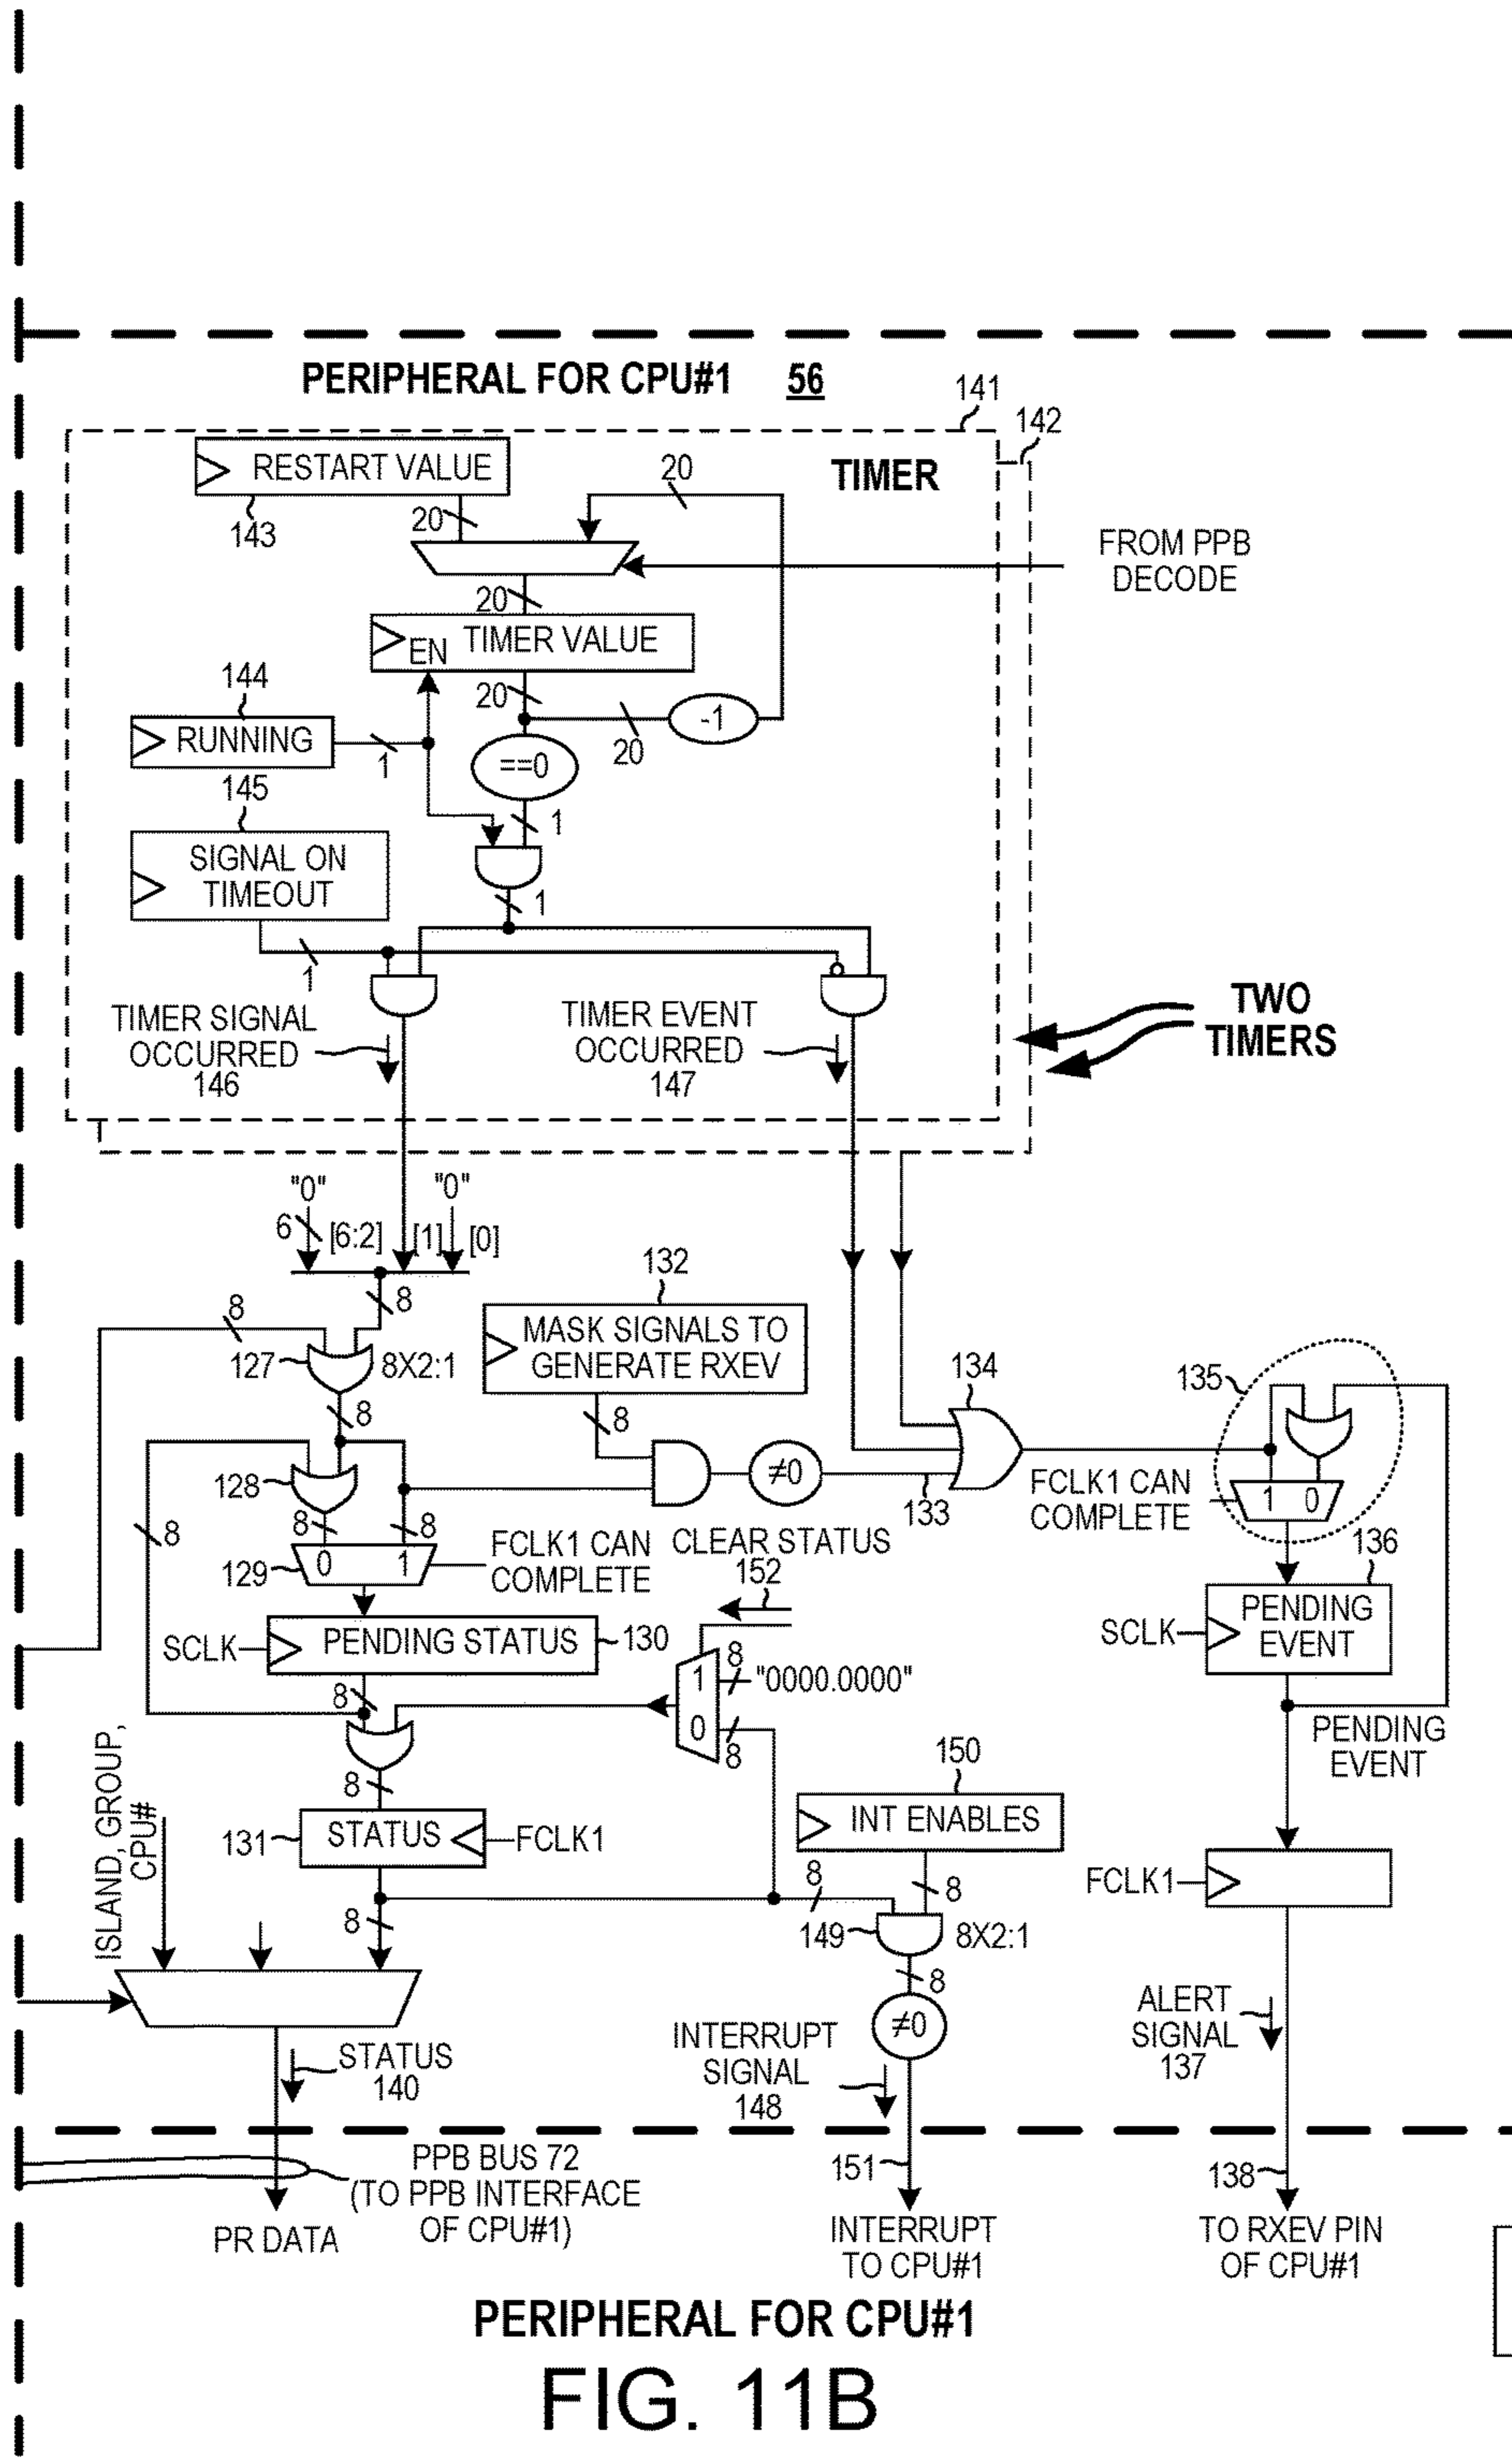 PERIPHERAL FOR CPU#1 56
141
142
RESTART VALUE
TIMER
20
143
20
FROM PPB
DECODE
20
EN TIMER VALUE
144
20
-1
RUNNING
1
20
==0
145
1
SIGNAL ON
TIMEOUT
1
1
TIMER SIGNAL
OCCURRED
146
TIMER EVENT
OCCURRED
147
TWO
TIMERS
"0"
"0"
6
[6:2]
[1]
[0]
8
8
132
MASK SIGNALS TO
GENERATE RXEV
127
8X2:1
134
135
8
8
128
≠0
133
FCLK1 CAN
COMPLETE
1 0
8
8
8
129
0 1
FCLK1 CAN
COMPLETE
CLEAR STATUS
152
136
SCLK
PENDING STATUS
130
SCLK
PENDING
EVENT
8
1
8
"0000.0000"
0
8
PENDING
EVENT
8
150
ISLAND, GROUP,
CPU#
131
STATUS
FCLK1
INT ENABLES
FCLK1
8
8
8
149
8X2:1
8
≠0
STATUS
140
INTERRUPT
SIGNAL
148
ALERT
SIGNAL
137
PPB BUS 72
(TO PPB INTERFACE
OF CPU#1)
151
138
PR DATA
INTERRUPT
TO CPU#1
TO RXEV PIN
OF CPU#1
PERIPHERAL FOR CPU#1
FIG. 11B